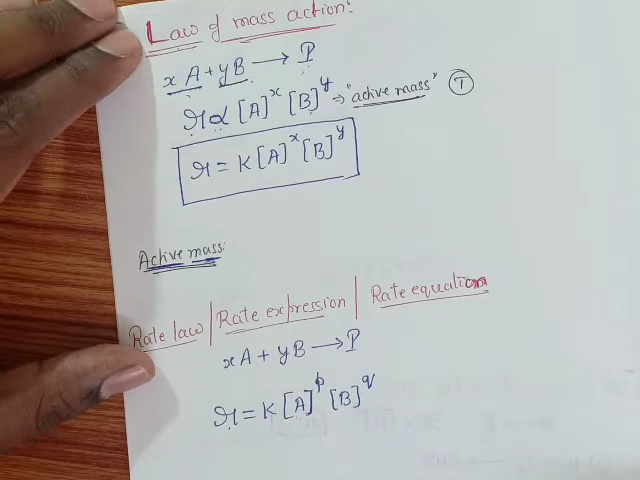 Law of mass action:
xA + yB ⟶ P
r ∝ [A]^x [B]^y ⇒ "active mass" (T)
r = K[A]^x [B]^y
Active mass:
Rate law | Rate expression | Rate equation
xA + yB ⟶ P
r = K [A]^p [B]^q